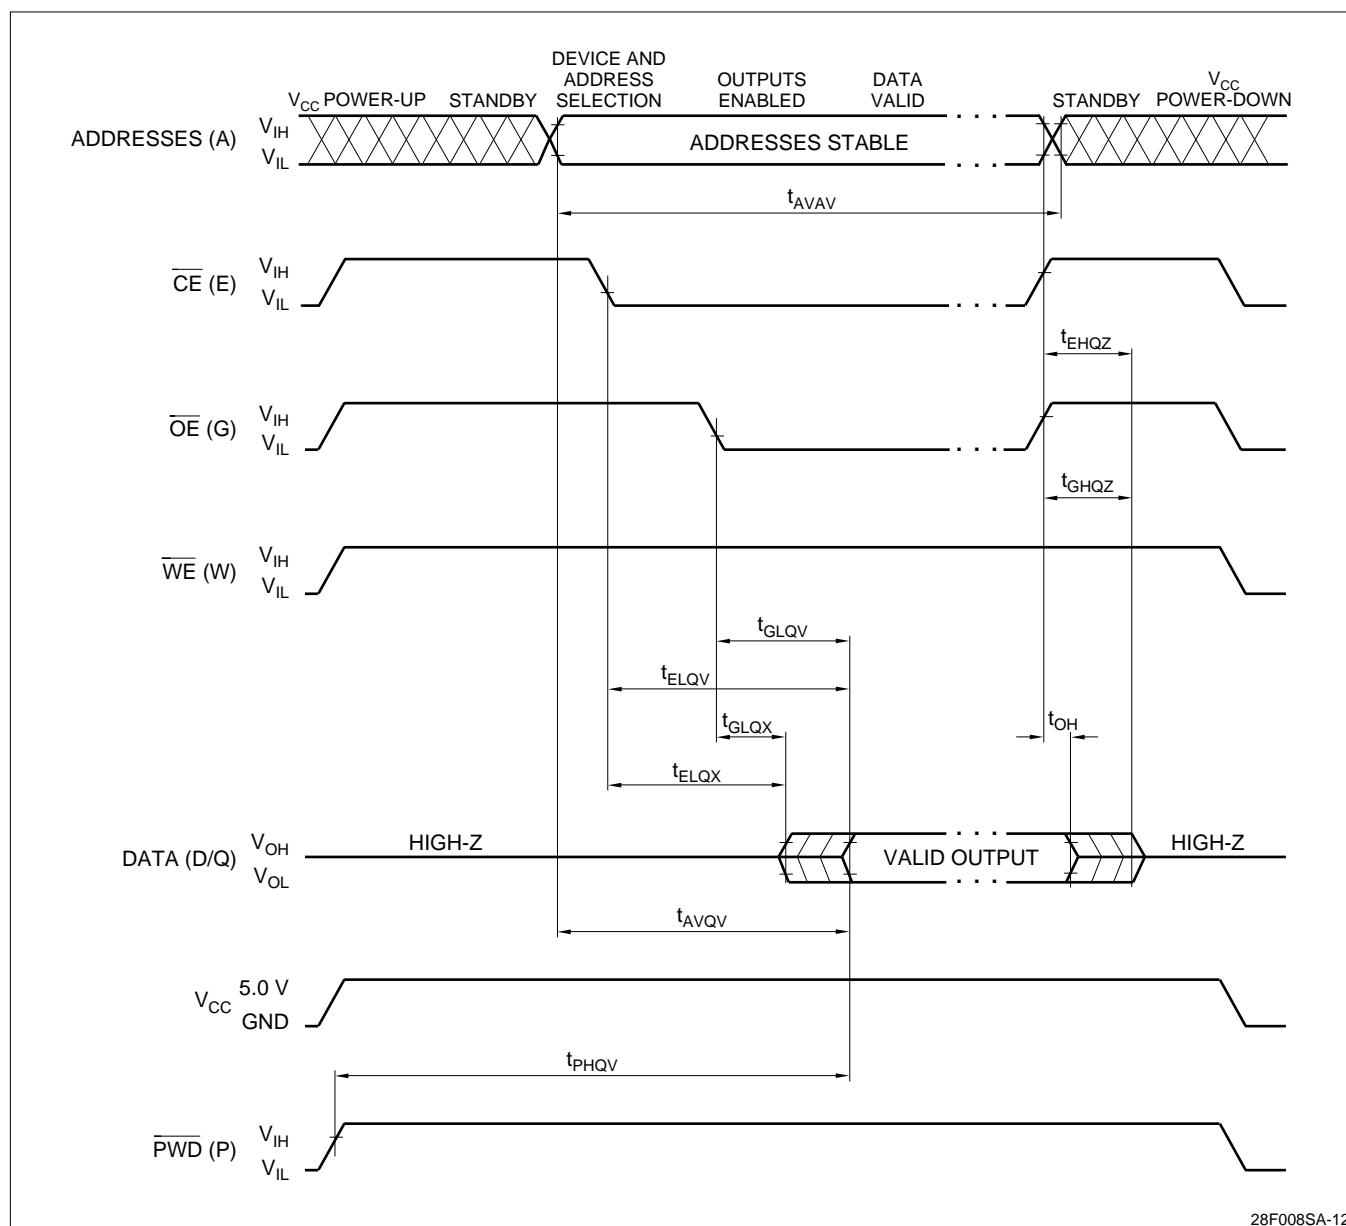 DEVICE AND
ADDRESS
SELECTION
OUTPUTS
ENABLED
DATA
VALID
VCC POWER-UP
STANDBY
STANDBY
VCC
POWER-DOWN
ADDRESSES (A)
VIH
VIL
ADDRESSES STABLE
tAVAV
CE (E)
VIH
VIL
tEHQZ
OE (G)
VIH
VIL
tGHQZ
WE (W)
VIH
VIL
tGLQV
tELQV
tGLQX
tOH
tELQX
DATA (D/Q)
VOH
VOL
HIGH-Z
VALID OUTPUT
HIGH-Z
tAVQV
VCC
5.0 V
GND
tPHQV
PWD (P)
VIH
VIL
28F008SA-12